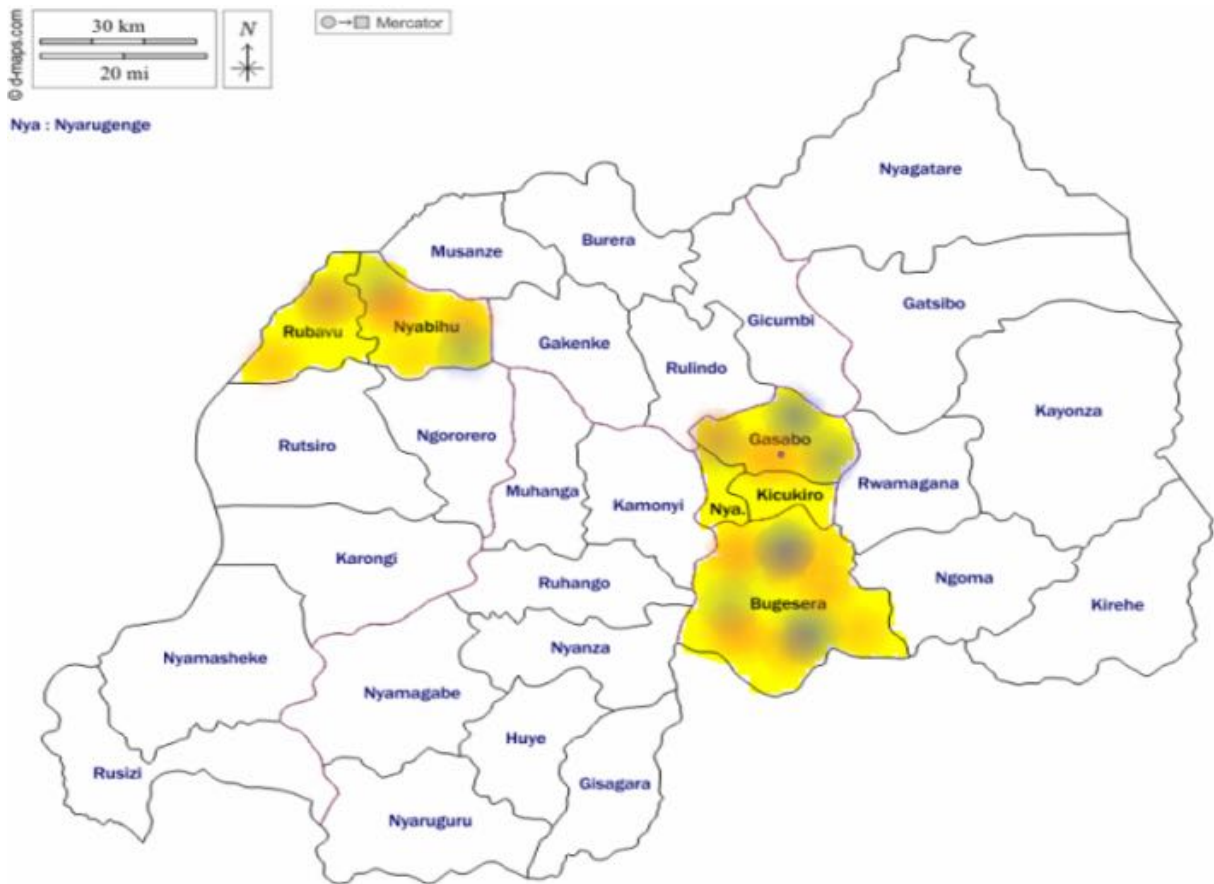 30 km
20 mi
N
Mercator
© d-maps.com
Nya : Nyarugenge
Nyagatare
Burera
Musanze
Gatsibo
Gicumbi
Rubavu
Nyabihu
Gakenke
Rulindo
Kayonza
Gasabo
Ngororero
Rutsiro
Rwamagana
Muhanga
Kicukiro
Kamonyi
Nya.
Karongi
Ruhango
Ngoma
Bugesera
Kirehe
Nyanza
Nyamasheke
Nyamagabe
Huye
Rusizi
Gisagara
Nyaruguru